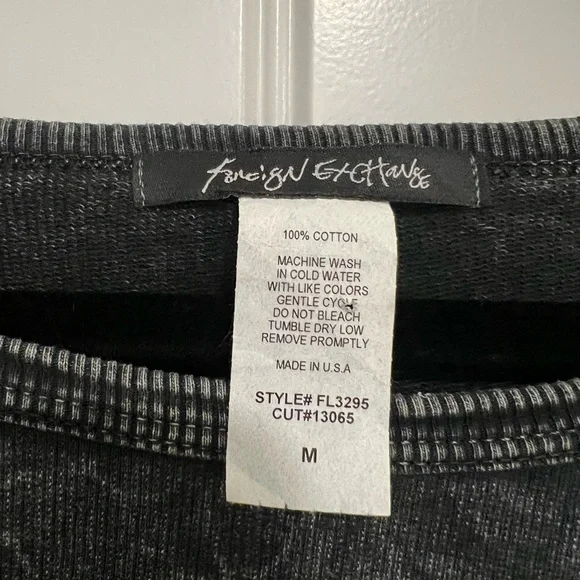 Foreign Exchange
100% COTTON
MACHINE WASH
IN COLD WATER
WITH LIKE COLORS
GENTLE CYCLE
DO NOT BLEACH
TUMBLE DRY LOW
REMOVE PROMPTLY
MADE IN U.S.A
STYLE# FL3295
CUT#13065
M